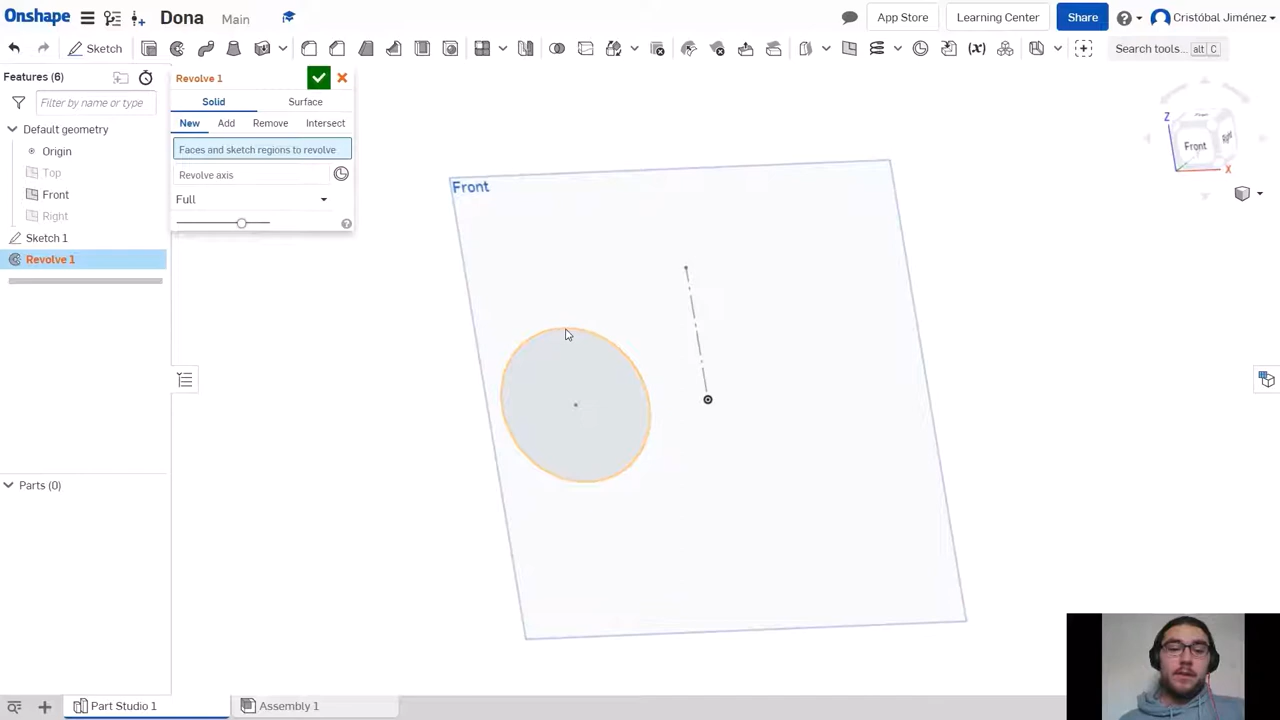 Onshape Dona Main App Store Learning Center Share Cristóbal Jiménez
Sketch Search tools... alt C
Features (6) Revolve 1
Filter by name or type Solid Surface
Default geometry New Add Remove Intersect
Origin Faces and sketch regions to revolve
Top Revolve axis
Front Full
Right
Sketch 1
Revolve 1
Front
Z Front Right
X
Parts (0)
Part Studio 1 Assembly 1